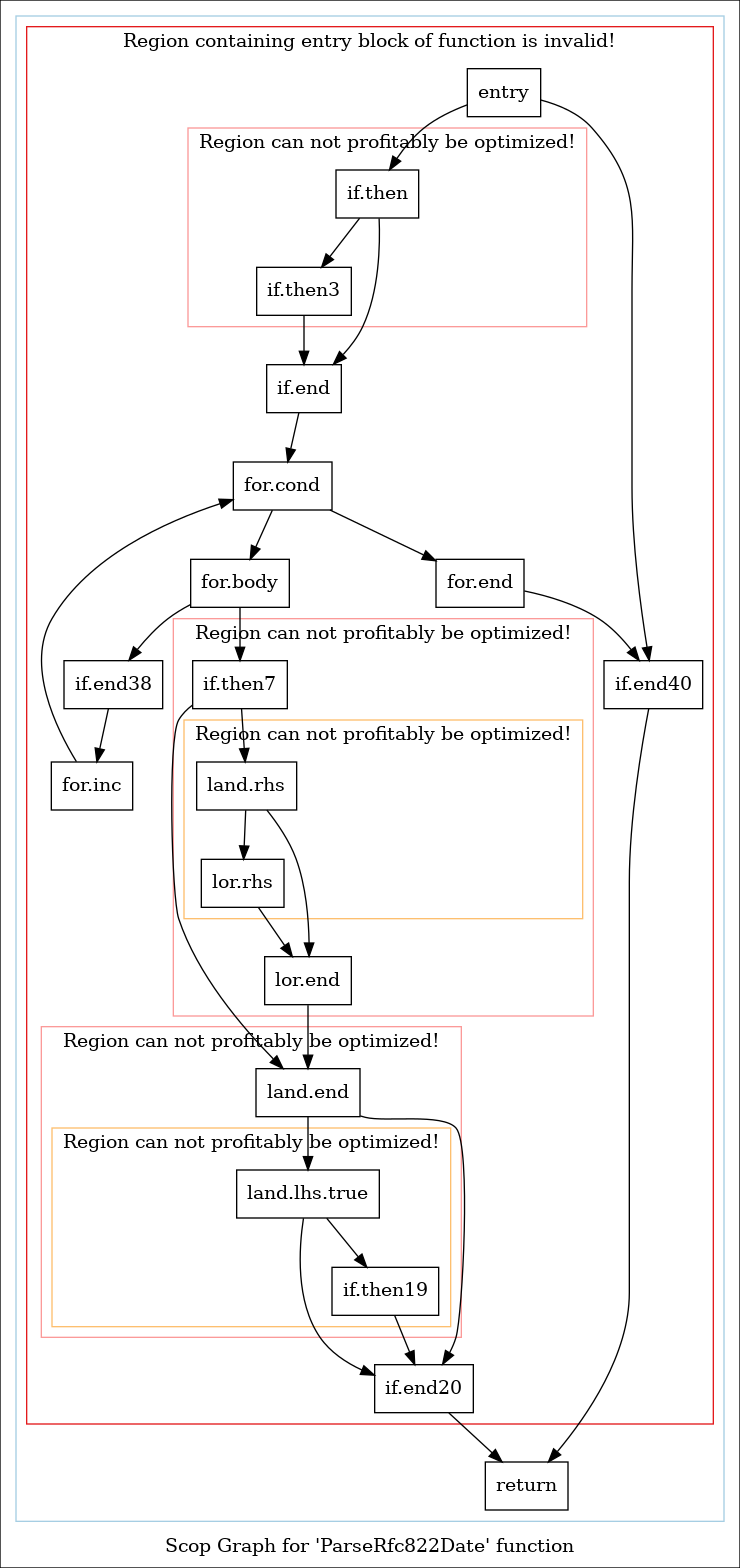 Region containing entry block of function is invalid!
entry
Region can not profitably be optimized!
if.then
if.then3
if.end
for.cond
for.body
for.end
Region can not profitably be optimized!
if.end38
if.then7
if.end40
Region can not profitably be optimized!
for.inc
land.rhs
lor.rhs
lor.end
Region can not profitably be optimized!
land.end
Region can not profitably be optimized!
land.lhs.true
if.then19
if.end20
return
Scop Graph for 'ParseRfc822Date' function